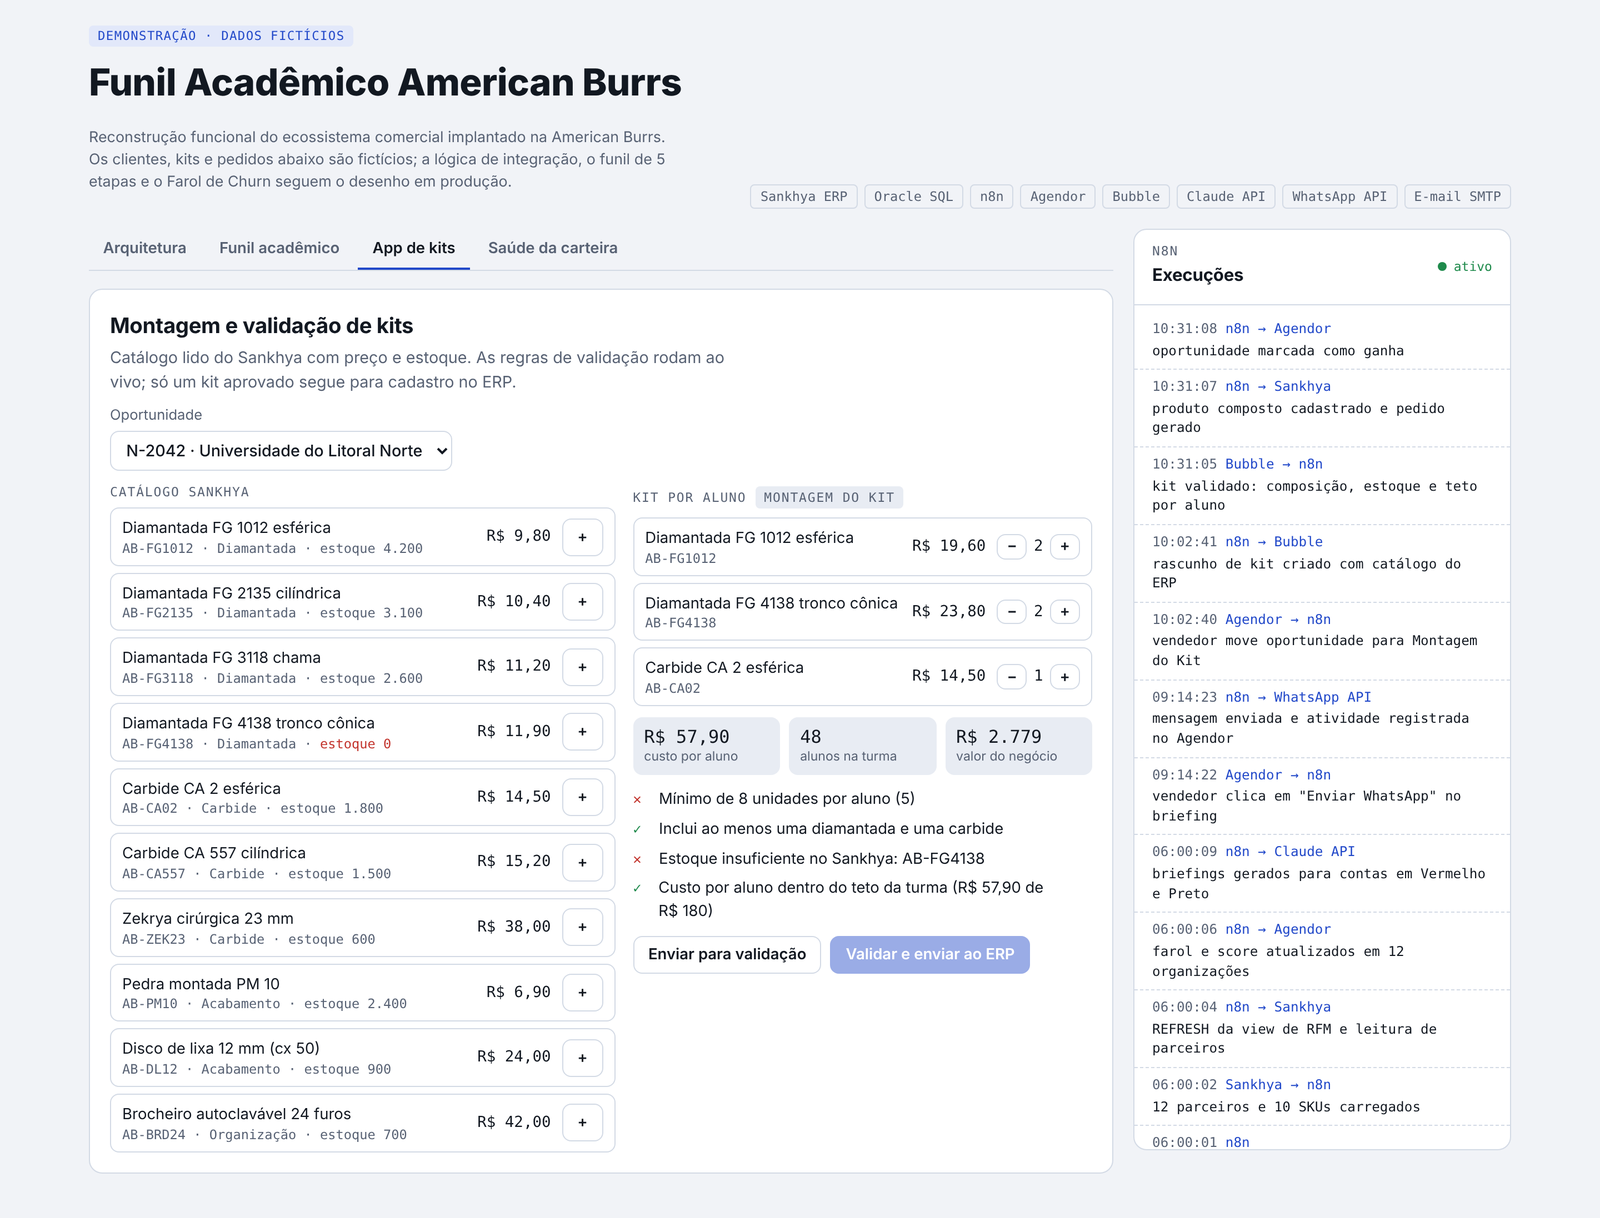 DEMONSTRAÇÃO · DADOS FICTÍCIOS
Funil Acadêmico American Burrs
Reconstrução funcional do ecossistema comercial implantado na American Burrs.
Os clientes, kits e pedidos abaixo são fictícios; a lógica de integração, o funil de 5
etapas e o Farol de Churn seguem o desenho em produção.
Sankhya ERP
Oracle SQL
n8n
Agendor
Bubble
Claude API
WhatsApp API
E-mail SMTP
Arquitetura
Funil acadêmico
App de kits
Saúde da carteira
Montagem e validação de kits
Catálogo lido do Sankhya com preço e estoque. As regras de validação rodam ao
vivo; só um kit aprovado segue para cadastro no ERP.
Oportunidade
N-2042 · Universidade do Litoral Norte
CATÁLOGO SANKHYA
Diamantada FG 1012 esférica
AB-FG1012 · Diamantada · estoque 4.200
R$ 9,80
+
Diamantada FG 2135 cilíndrica
AB-FG2135 · Diamantada · estoque 3.100
R$ 10,40
+
Diamantada FG 3118 chama
AB-FG3118 · Diamantada · estoque 2.600
R$ 11,20
+
Diamantada FG 4138 tronco cônica
AB-FG4138 · Diamantada · estoque 0
R$ 11,90
+
Carbide CA 2 esférica
AB-CA02 · Carbide · estoque 1.800
R$ 14,50
+
Carbide CA 557 cilíndrica
AB-CA557 · Carbide · estoque 1.500
R$ 15,20
+
Zekrya cirúrgica 23 mm
AB-ZEK23 · Carbide · estoque 600
R$ 38,00
+
Pedra montada PM 10
AB-PM10 · Acabamento · estoque 2.400
R$ 6,90
+
Disco de lixa 12 mm (cx 50)
AB-DL12 · Acabamento · estoque 900
R$ 24,00
+
Brocheiro autoclavável 24 furos
AB-BRD24 · Organização · estoque 700
R$ 42,00
+
KIT POR ALUNO
MONTAGEM DO KIT
Diamantada FG 1012 esférica
AB-FG1012
R$ 19,60
− 2 +
Diamantada FG 4138 tronco cônica
AB-FG4138
R$ 23,80
− 2 +
Carbide CA 2 esférica
AB-CA02
R$ 14,50
− 1 +
R$ 57,90
custo por aluno
48
alunos na turma
R$ 2.779
valor do negócio
× Mínimo de 8 unidades por aluno (5)
✓ Inclui ao menos uma diamantada e uma carbide
× Estoque insuficiente no Sankhya: AB-FG4138
✓ Custo por aluno dentro do teto da turma (R$ 57,90 de
R$ 180)
Enviar para validação
Validar e enviar ao ERP
N8N
Execuções
ativo
10:31:08 n8n → Agendor
oportunidade marcada como ganha
10:31:07 n8n → Sankhya
produto composto cadastrado e pedido
gerado
10:31:05 Bubble → n8n
kit validado: composição, estoque e teto
por aluno
10:02:41 n8n → Bubble
rascunho de kit criado com catálogo do
ERP
10:02:40 Agendor → n8n
vendedor move oportunidade para Montagem
do Kit
09:14:23 n8n → WhatsApp API
mensagem enviada e atividade registrada
no Agendor
09:14:22 Agendor → n8n
vendedor clica em "Enviar WhatsApp" no
briefing
06:00:09 n8n → Claude API
briefings gerados para contas em Vermelho
e Preto
06:00:06 n8n → Agendor
farol e score atualizados em 12
organizações
06:00:04 n8n → Sankhya
REFRESH da view de RFM e leitura de
parceiros
06:00:02 Sankhya → n8n
12 parceiros e 10 SKUs carregados
06:00:01 n8n